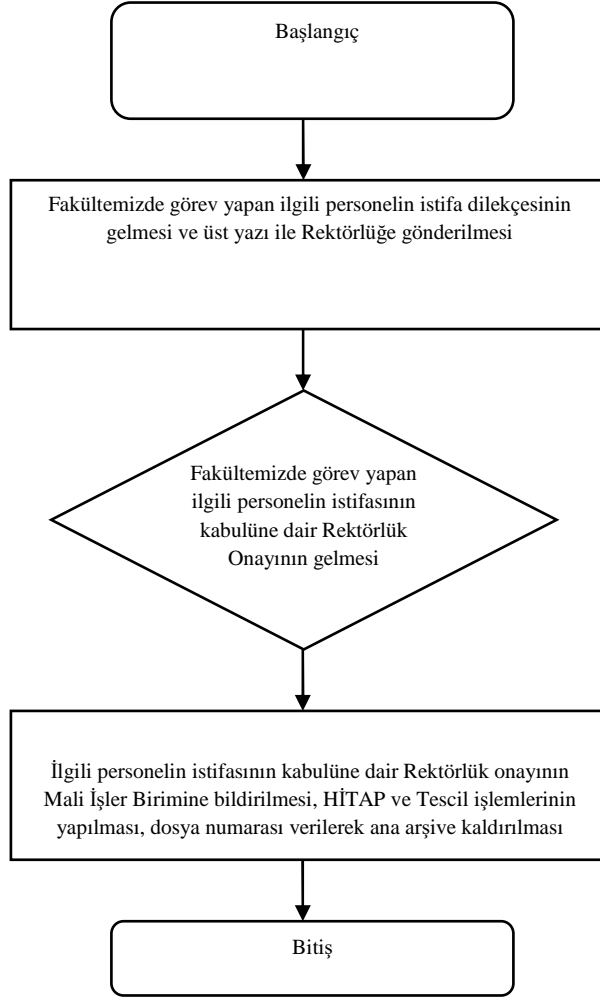 Başlangıç
Fakültemizde görev yapan ilgili personelin istifa dilekçesinin
gelmesi ve üst yazı ile Rektörlüğe gönderilmesi
Fakültemizde görev yapan
ilgili personelin istifasının
kabulüne dair Rektörlük
Onayının gelmesi
İlgili personelin istifasının kabulüne dair Rektörlük onayının
Mali İşler Birimine bildirilmesi, HİTAP ve Tescil işlemlerinin
yapılması, dosya numarası verilerek ana arşive kaldırılması
Bitiş